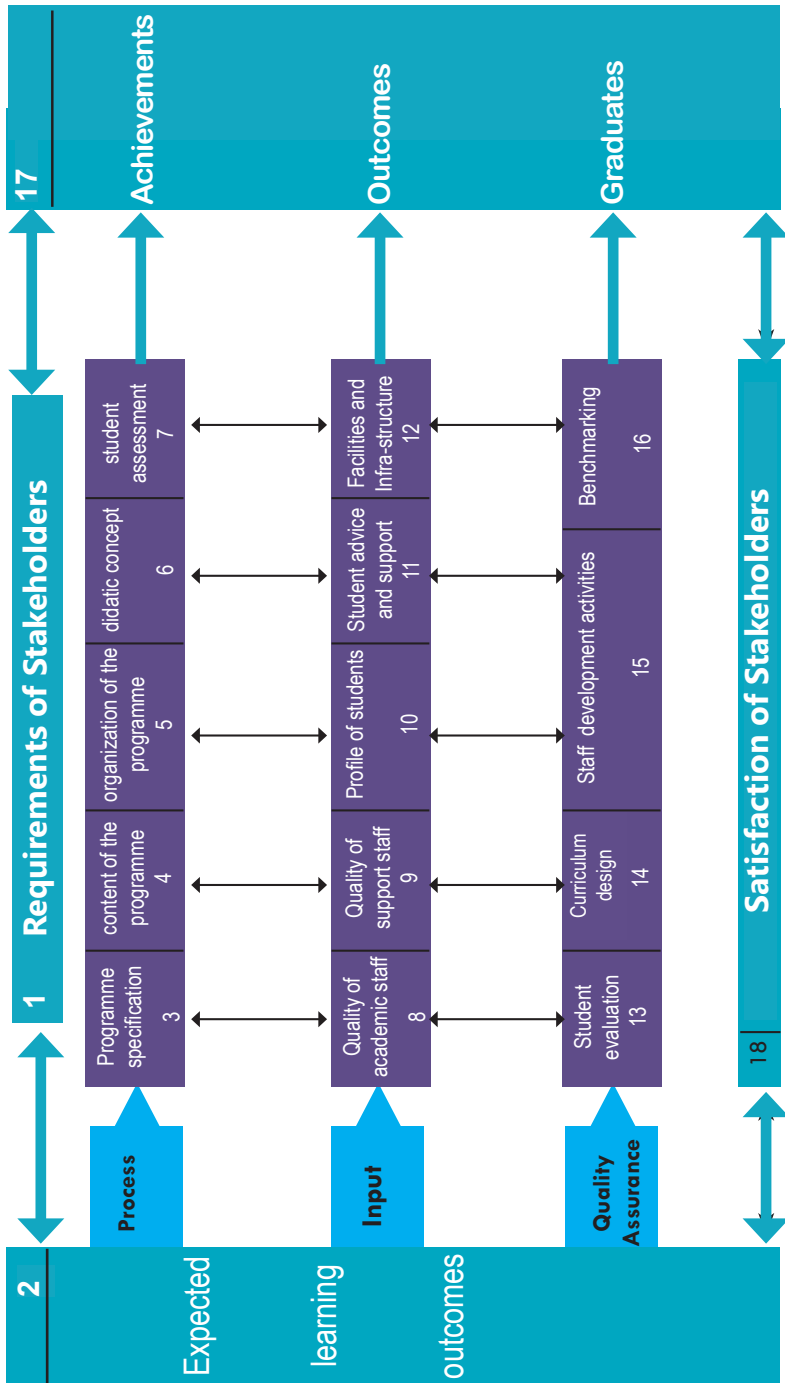 1 Requirements of Stakeholders
2
Expected
learning
outcomes
Process
Programme
specification
3
content of the
programme
4
organization of the
programme
5
didatic concept
6
student
assessment
7
Input
Quality of
academic staff
8
Quality of
support staff
9
Profile of students
10
Student advice
and support
11
Facilities and
Infra-structure
12
Quality
Assurance
Student
evaluation
13
Curriculum
design
14
Staff development activities
15
Benchmarking
16
17
Achievements
Outcomes
Graduates
18
Satisfaction of Stakeholders